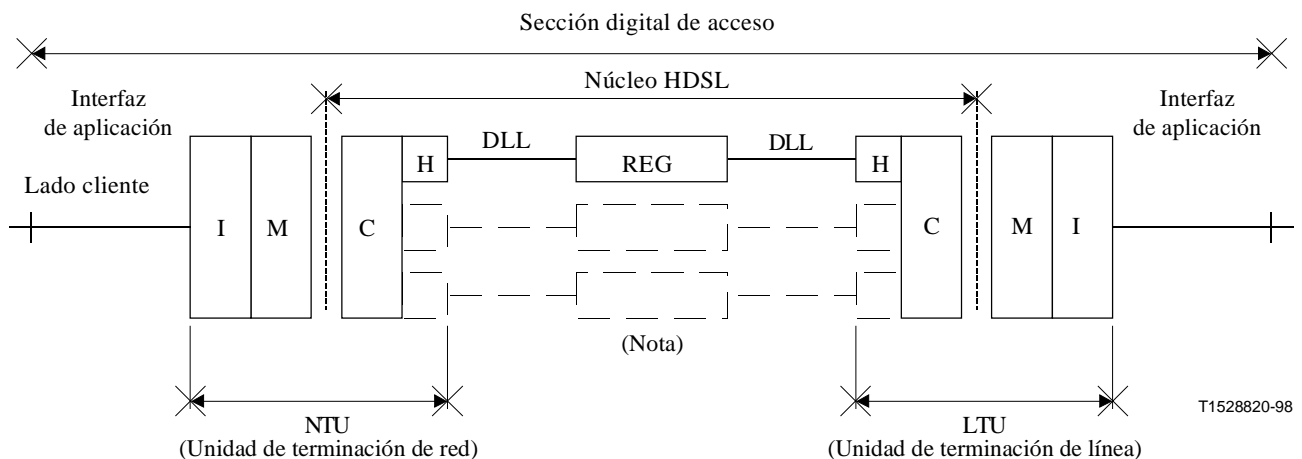 Sección digital de acceso
Núcleo HDSL
Interfaz
de aplicación
Interfaz
de aplicación
Lado cliente
I
M
C
H
DLL
REG
DLL
H
C
M
I
(Nota)
NTU
(Unidad de terminación de red)
LTU
(Unidad de terminación de línea)
T1528820-98